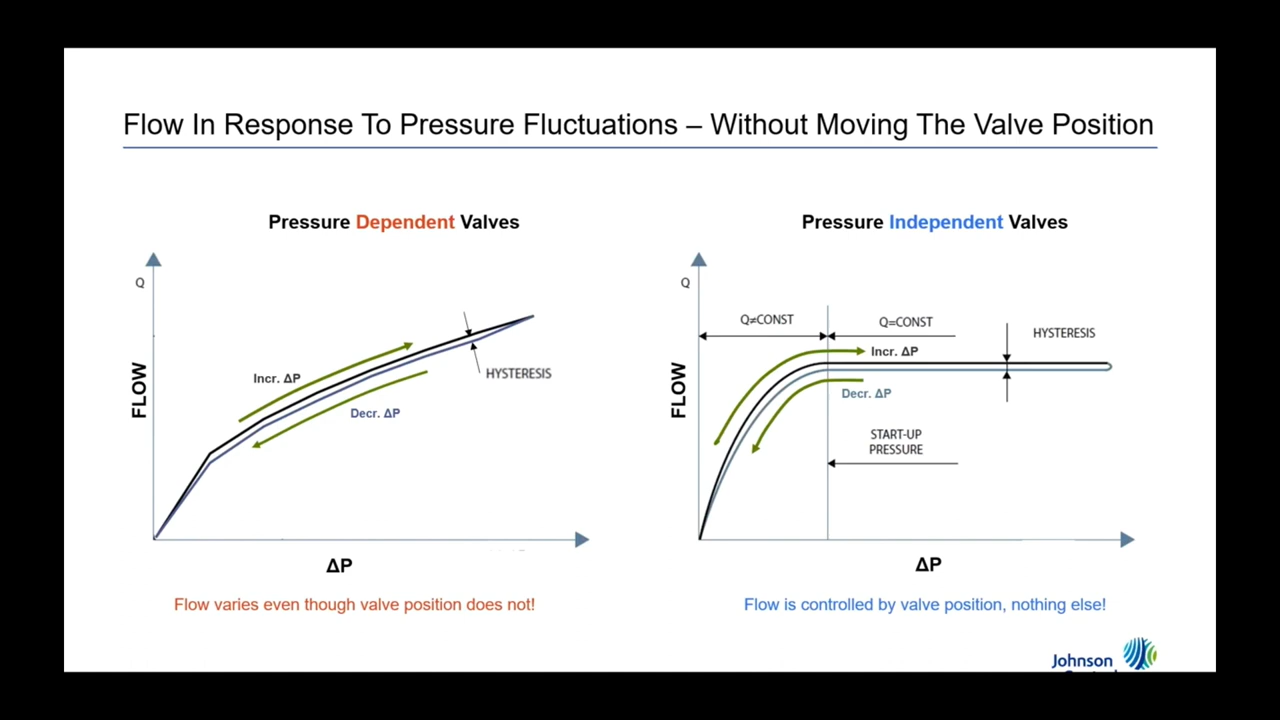 Flow In Response To Pressure Fluctuations – Without Moving The Valve Position
Pressure Dependent Valves
Q
FLOW
Incr. ΔP
Decr. ΔP
HYSTERESIS
ΔP
Flow varies even though valve position does not!
Pressure Independent Valves
Q
FLOW
Q≠CONST
Q=CONST
HYSTERESIS
Incr. ΔP
Decr. ΔP
START-UP
PRESSURE
ΔP
Flow is controlled by valve position, nothing else!
Johnson